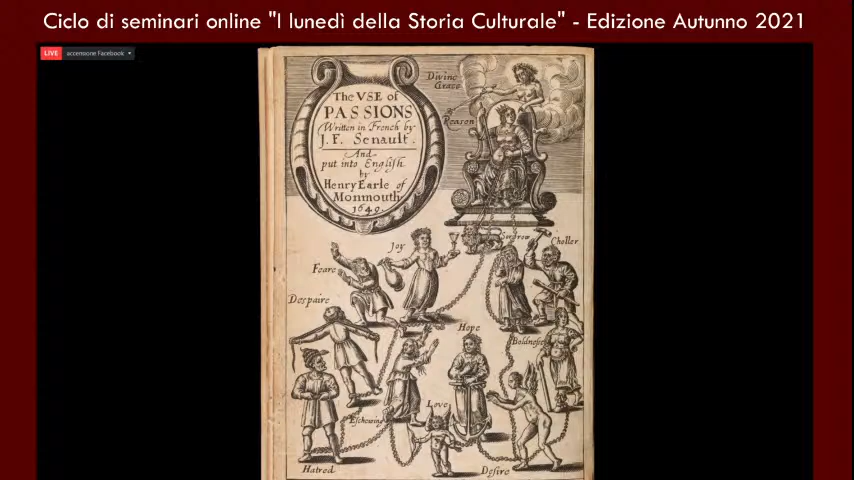 Ciclo di seminari online "I lunedì della Storia Culturale" - Edizione Autunno 2021
LIVE accensione Facebook
The VSE of
PASSIONS
Written in French by
J. F. Senault.
And
put into English
by
Henry Earle of
Monmouth
1649.
Divine
Grace
Reason
Sorrow
Choller
Joy
Feare
Despaire
Hope
Boldnesse
Eschewing
Love
Hatred
Desire